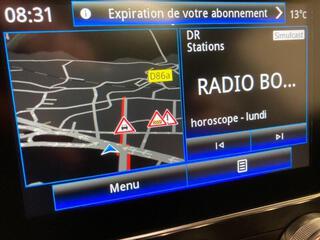 08:31
Expiration de votre abonnement
13°c
DR
Simulcast
Stations
D86a
RADIO BO...
horoscope - lundi
Menu